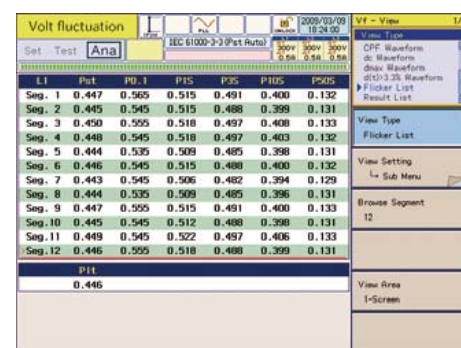 Volt fluctuation
PLL
UNLOCK
2009/03/09
18:24:00
Vf - View
1/
Set Test Ana
IEC 61000-3-3(Pst Auto)
300V 300V 300V
0.5A 0.5A 0.5A
View Type
CPF Waveform
dc Waveform
dmax Waveform
d(t)>3.3% Waveform
Flicker List
Result List
L1 Pst P0.1 P1S P3S P10S P50S
Seg. 1 0.447 0.565 0.515 0.491 0.400 0.132
Seg. 2 0.445 0.545 0.515 0.488 0.399 0.131
Seg. 3 0.450 0.555 0.518 0.497 0.408 0.133
Seg. 4 0.448 0.545 0.518 0.497 0.403 0.132
Seg. 5 0.444 0.535 0.509 0.485 0.398 0.131
Seg. 6 0.446 0.545 0.515 0.488 0.400 0.132
Seg. 7 0.443 0.545 0.506 0.482 0.394 0.129
Seg. 8 0.444 0.535 0.509 0.485 0.396 0.131
Seg. 9 0.447 0.555 0.515 0.491 0.400 0.133
Seg.10 0.445 0.545 0.512 0.488 0.398 0.131
Seg.11 0.449 0.545 0.522 0.497 0.406 0.133
Seg.12 0.446 0.555 0.518 0.488 0.399 0.131
Plt
0.446
View Type
Flicker List
View Setting
Sub Menu
Browse Segment
12
View Area
1-Screen